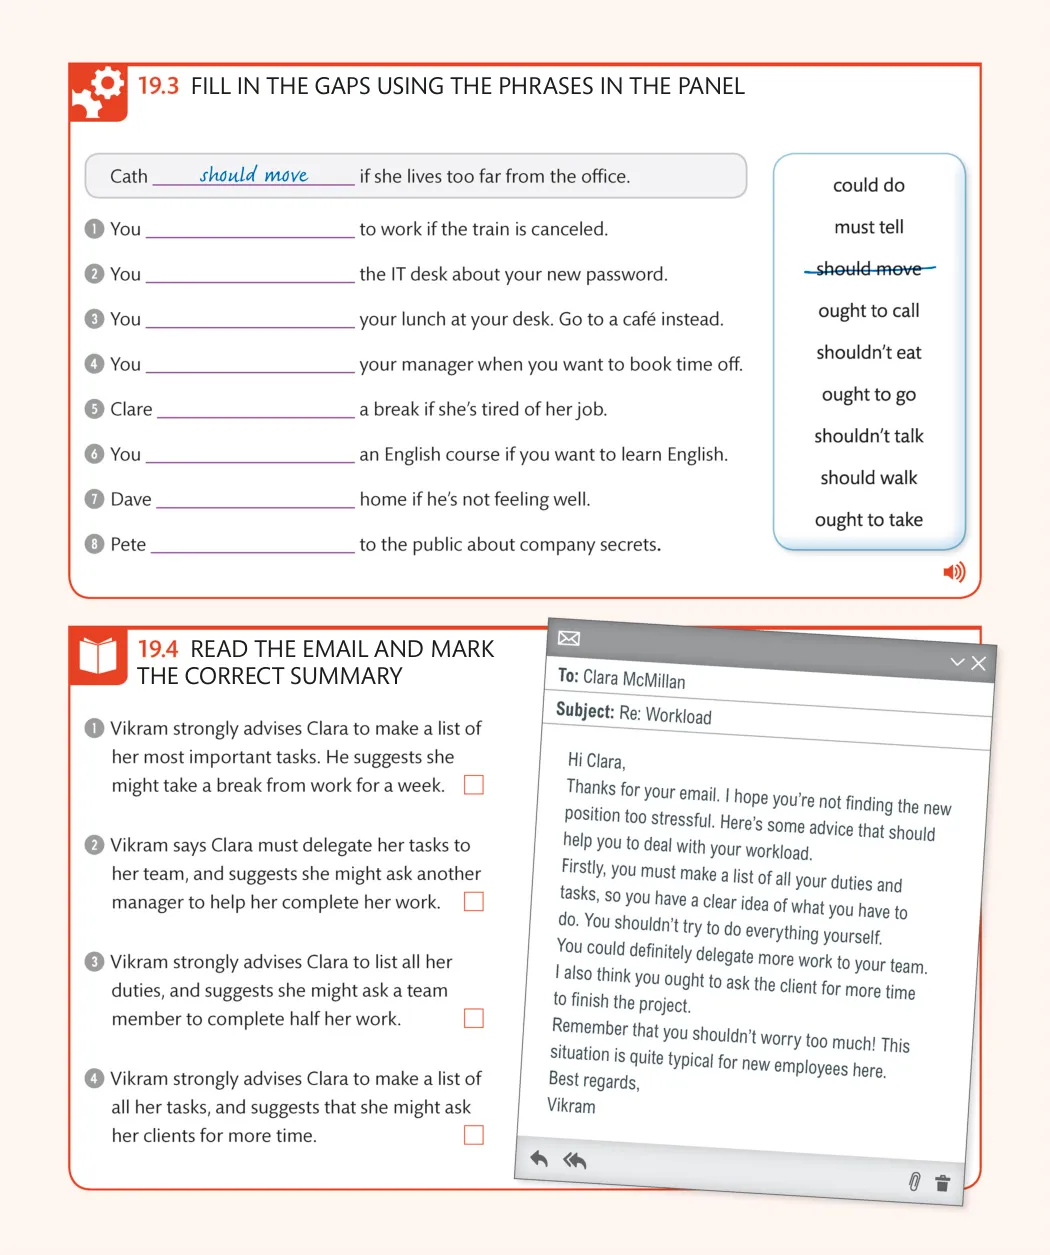 19.3 FILL IN THE GAPS USING THE PHRASES IN THE PANEL
Cath should move if she lives too far from the office.
1 You ____ to work if the train is canceled.
2 You ____ the IT desk about your new password.
3 You ____ your lunch at your desk. Go to a café instead.
4 You ____ your manager when you want to book time off.
5 Clare ____ a break if she's tired of her job.
6 You ____ an English course if you want to learn English.
7 Dave ____ home if he's not feeling well.
8 Pete ____ to the public about company secrets.
could do
must tell
should move
ought to call
shouldn't eat
ought to go
shouldn't talk
should walk
ought to take
19.4 READ THE EMAIL AND MARK
THE CORRECT SUMMARY
1 Vikram strongly advises Clara to make a list of
her most important tasks. He suggests she
might take a break from work for a week.
2 Vikram says Clara must delegate her tasks to
her team, and suggests she might ask another
manager to help her complete her work.
3 Vikram strongly advises Clara to list all her
duties, and suggests she might ask a team
member to complete half her work.
4 Vikram strongly advises Clara to make a list of
all her tasks, and suggests that she might ask
her clients for more time.
To: Clara McMillan
Subject: Re: Workload
Hi Clara,
Thanks for your email. I hope you're not finding the new
position too stressful. Here's some advice that should
help you to deal with your workload.
Firstly, you must make a list of all your duties and
tasks, so you have a clear idea of what you have to
do. You shouldn't try to do everything yourself.
You could definitely delegate more work to your team.
I also think you ought to ask the client for more time
to finish the project.
Remember that you shouldn't worry too much! This
situation is quite typical for new employees here.
Best regards,
Vikram